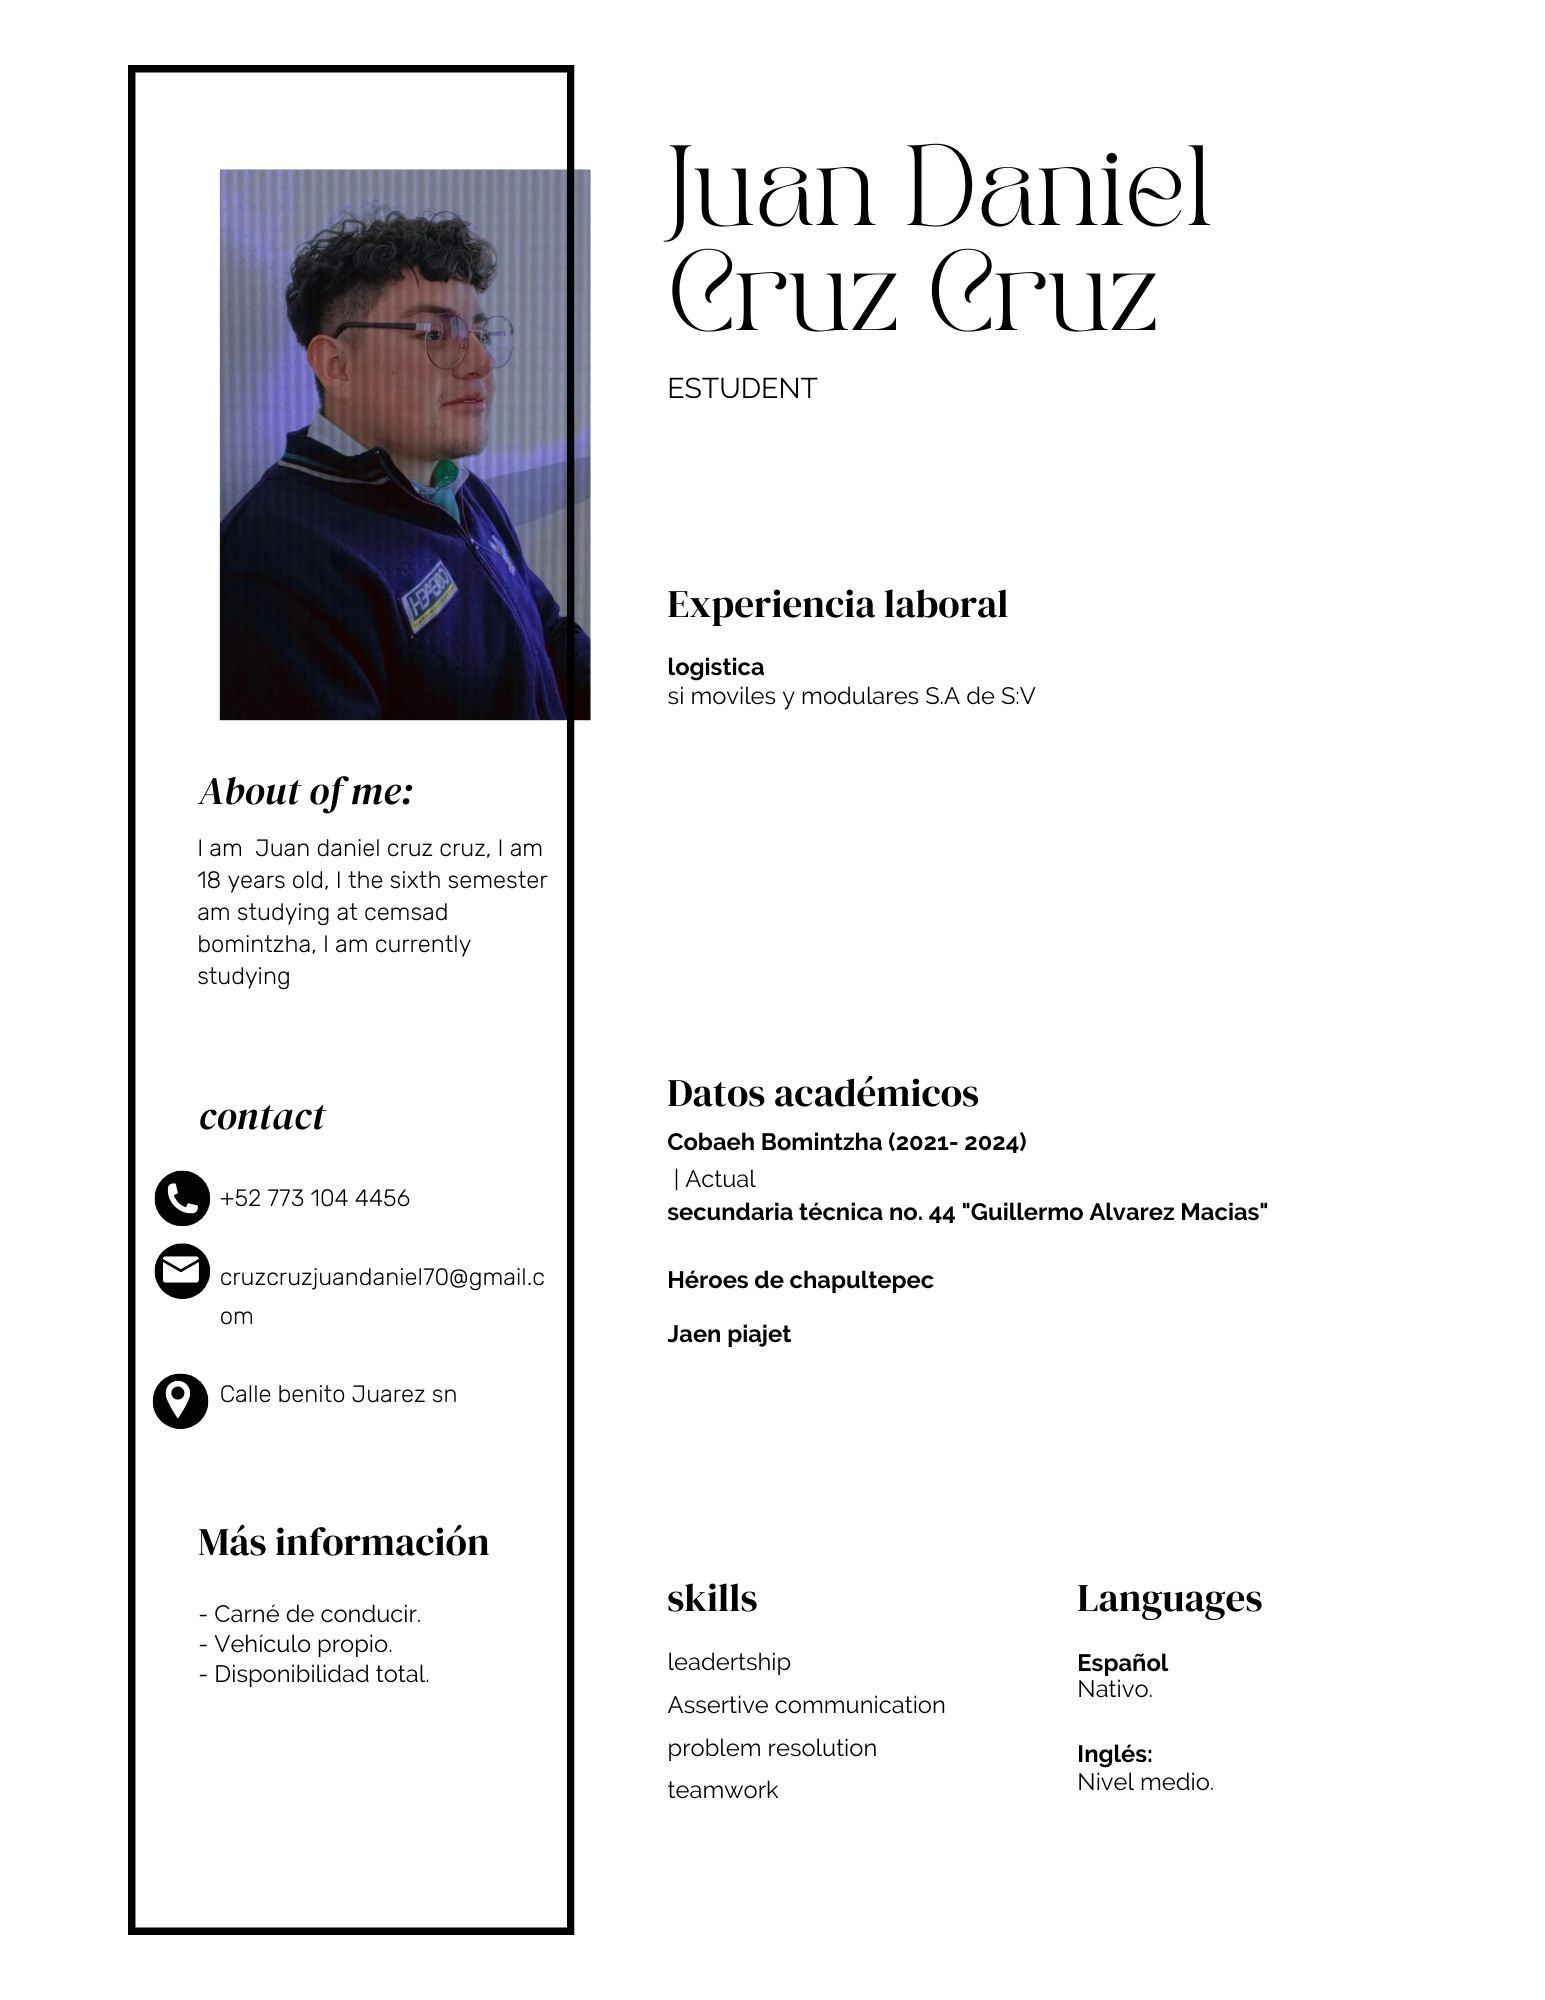 Juan Daniel
Cruz Cruz
ESTUDENT
COBAEH
About of me:
I am  Juan daniel cruz cruz, I am
18 years old, I the sixth semester
am studying at cemsad
bomintzha, I am currently
studying
contact
+52 773 104 4456
cruzcruzjuandaniel70@gmail.c
om
Calle benito Juarez sn
Más información
- Carné de conducir.
- Vehículo propio.
- Disponibilidad total.
Experiencia laboral
logistica
si moviles y modulares S.A de S:V
Datos académicos
Cobaeh Bomintzha (2021- 2024)
| Actual
secundaria técnica no. 44 "Guillermo Alvarez Macias"
Héroes de chapultepec
Jaen piajet
skills
leadertship
Assertive communication
problem resolution
teamwork
Languages
Español
Nativo.
Inglés:
Nivel medio.